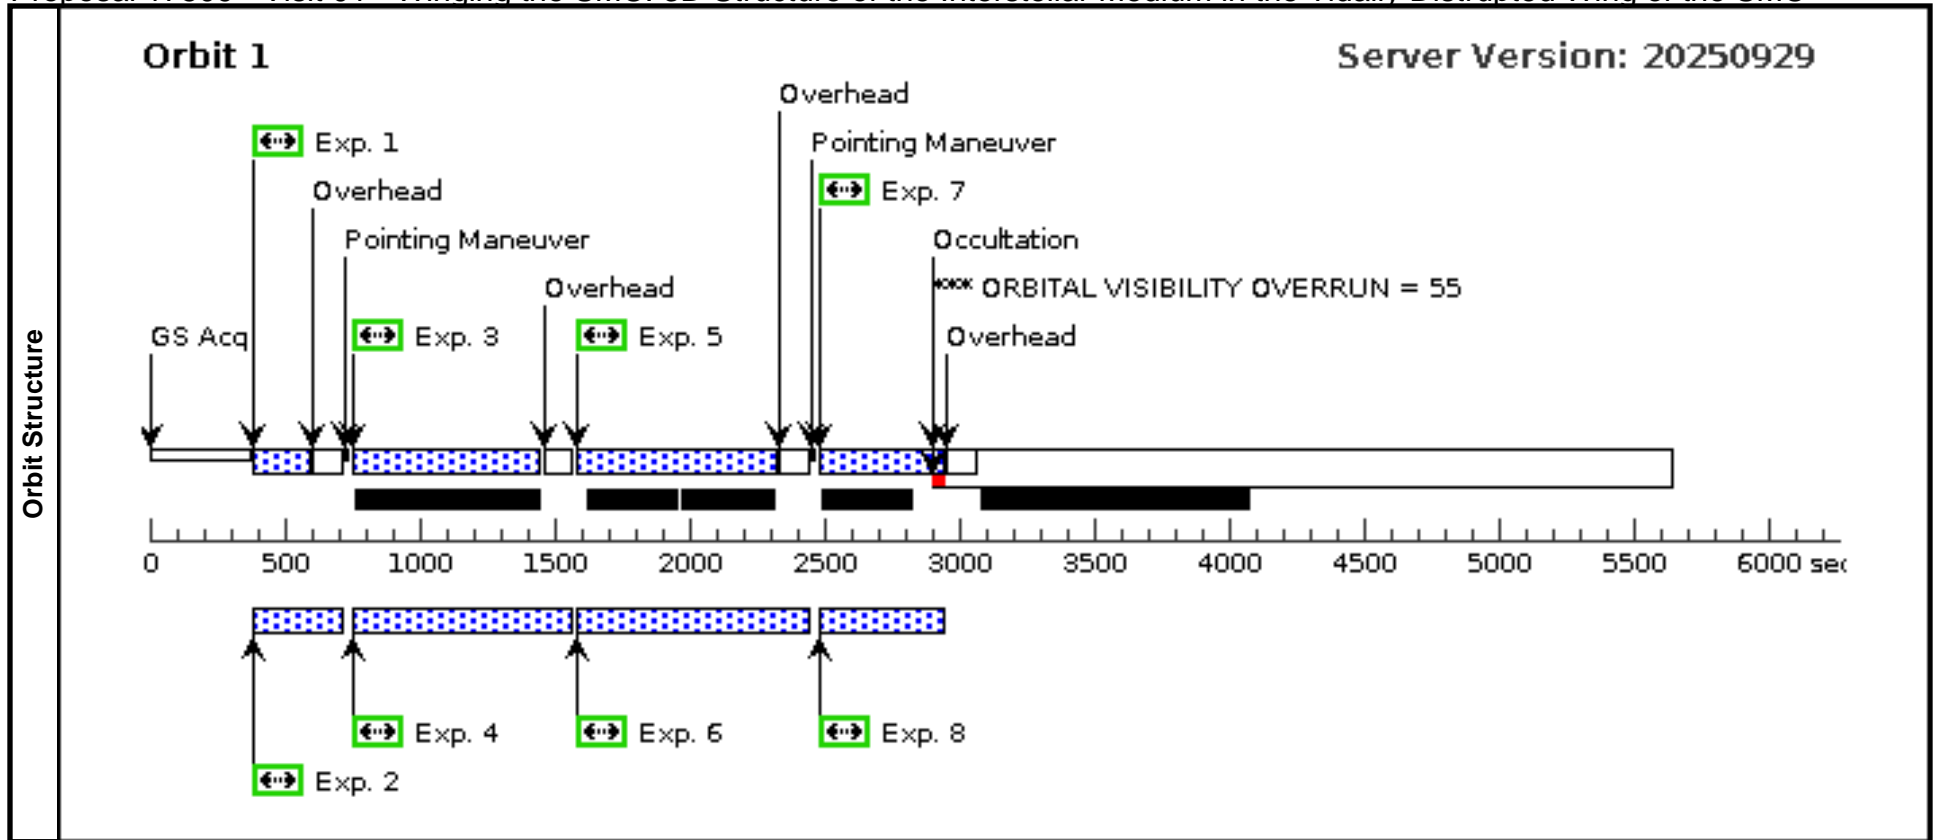 Orbit 1
Server Version: 20250929
Overhead
Exp. 1
Pointing Maneuver
Overhead
Exp. 7
Pointing Maneuver
Occultation
Overhead
*** ORBITAL VISIBILITY OVERRUN = 55
GS Acq
Exp. 3
Exp. 5
Overhead
Orbit Structure
0 500 1000 1500 2000 2500 3000 3500 4000 4500 5000 5500 6000 sec
Exp. 4
Exp. 6
Exp. 8
Exp. 2